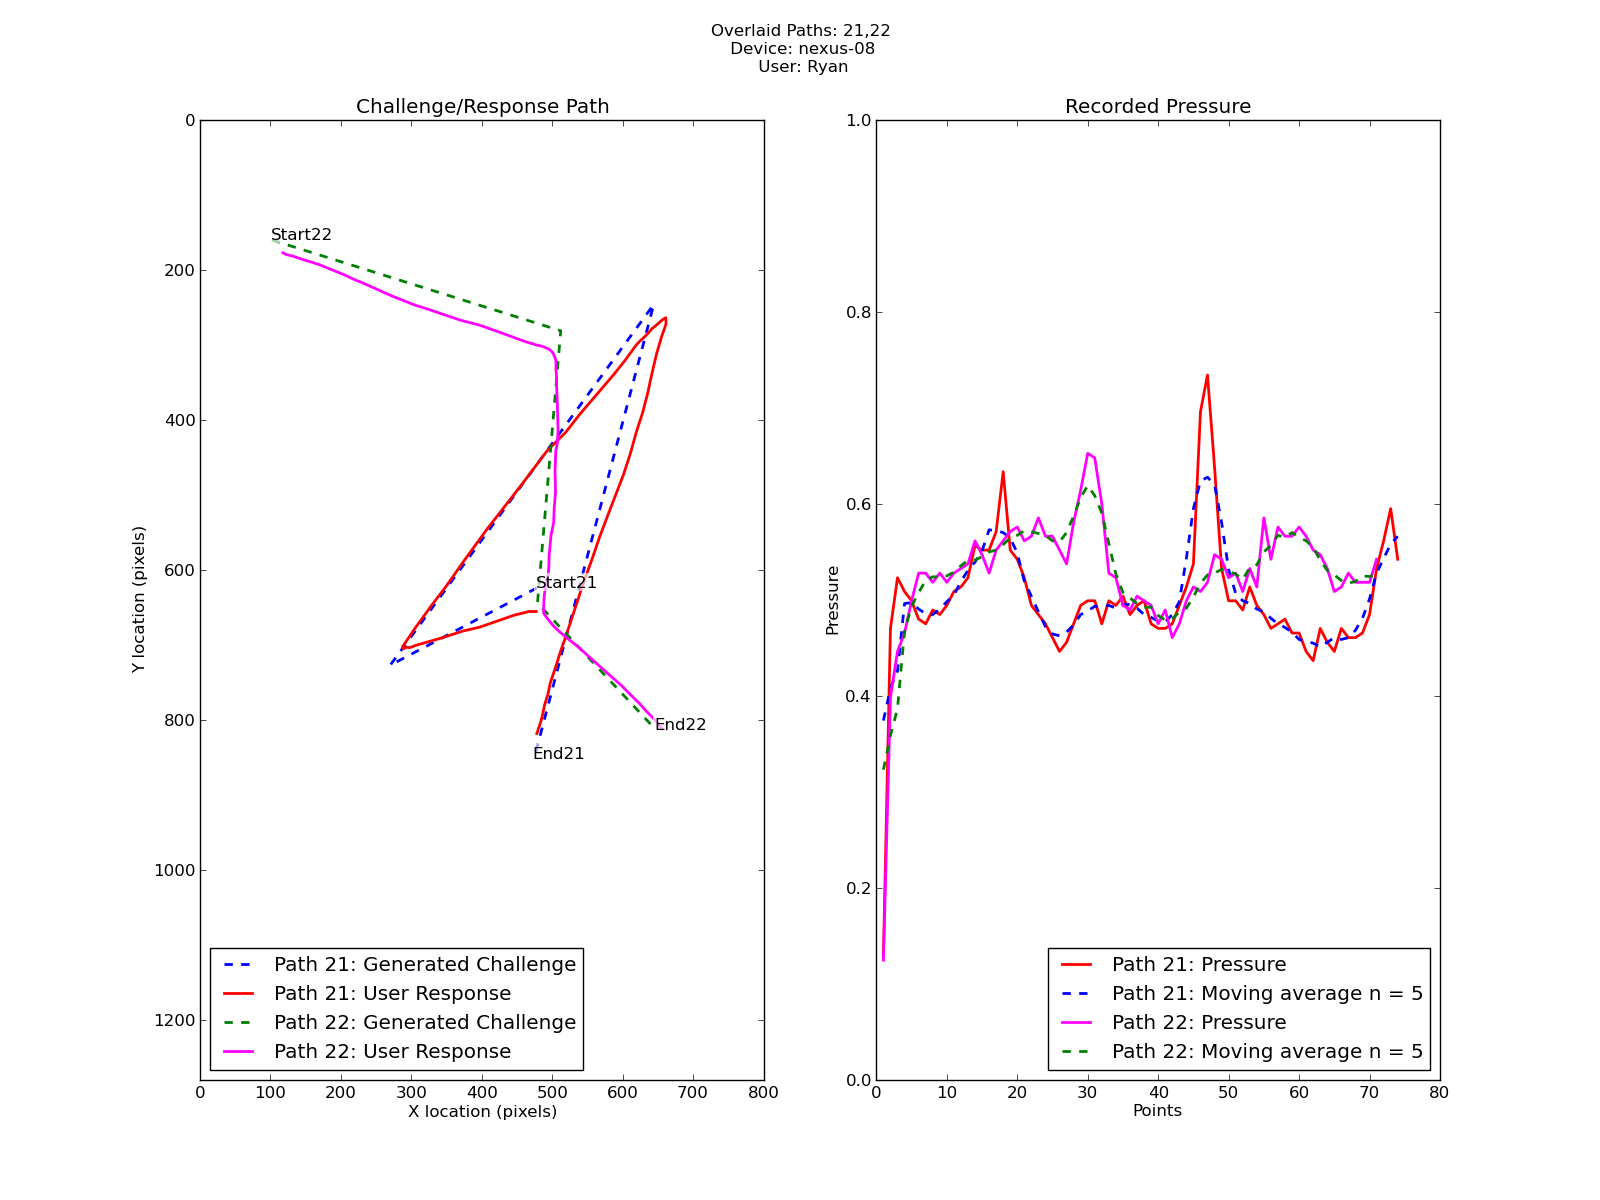 Overlaid Paths: 21,22
Device: nexus-08
User: Ryan
Challenge/Response Path
0
200
400
600
800
1000
1200
Y location (pixels)
Start22
Start21
End22
End21
Path 21: Generated Challenge
Path 21: User Response
Path 22: Generated Challenge
Path 22: User Response
0 100 200 300 400 500 600 700 800
X location (pixels)
Recorded Pressure
1.0
0.8
0.6
0.4
0.2
0.0
Pressure
Path 21: Pressure
Path 21: Moving average n = 5
Path 22: Pressure
Path 22: Moving average n = 5
0 10 20 30 40 50 60 70 80
Points